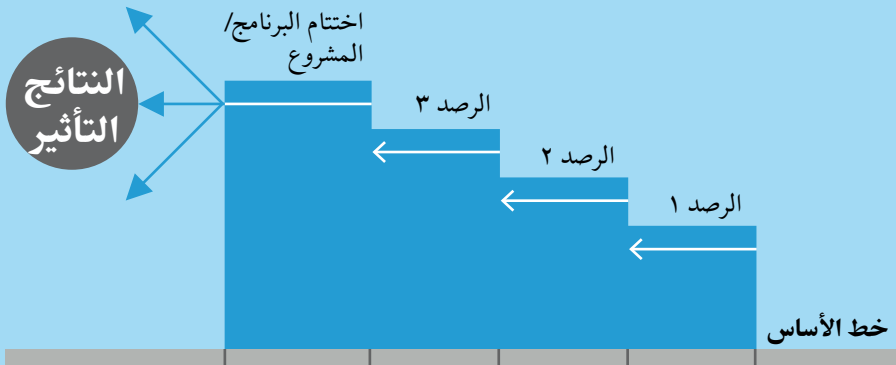 خط الأساس
الرصد ١
الرصد ٢
الرصد ٣
اختتام البرنامج/
المشروع
النتائج
التأثير